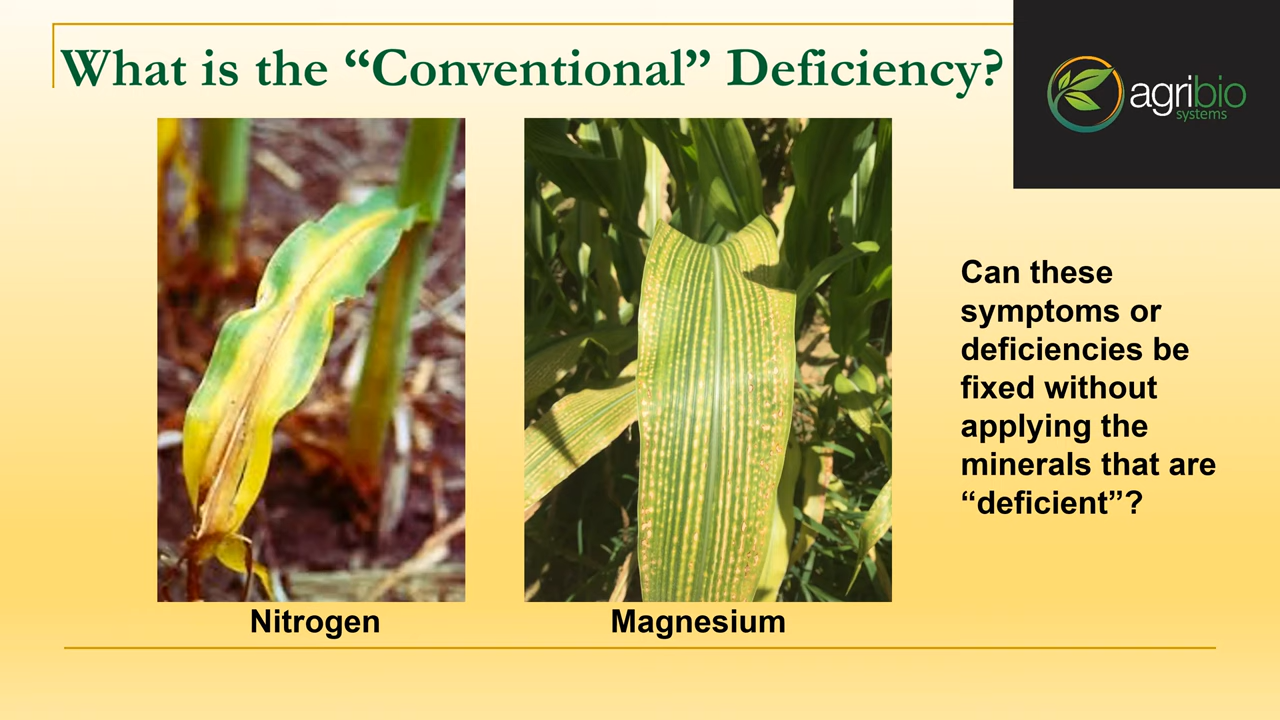 What is the “Conventional” Deficiency?
agribio
systems
Can these
symptoms or
deficiencies be
fixed without
applying the
minerals that are
“deficient”?
Nitrogen
Magnesium